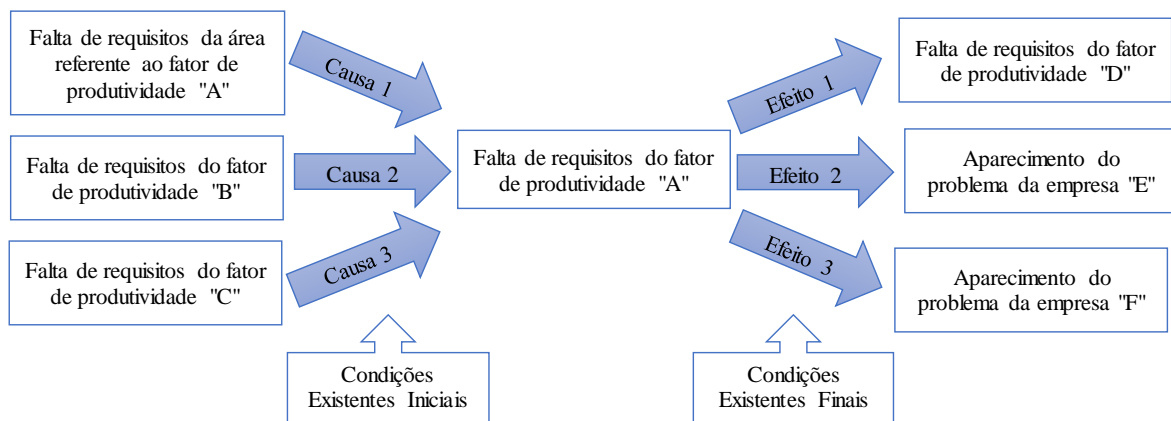 Falta de requisitos da área
referente ao fator de
produtividade "A"
Causa 1
Falta de requisitos do fator
de produtividade "B"
Causa 2
Falta de requisitos do fator
de produtividade "C"
Causa 3
Condições
Existentes Iniciais
Falta de requisitos do fator
de produtividade "A"
Efeito 1
Falta de requisitos do fator
de produtividade "D"
Efeito 2
Aparecimento do
problema da empresa "E"
Efeito 3
Aparecimento do
problema da empresa "F"
Condições
Existentes Finais